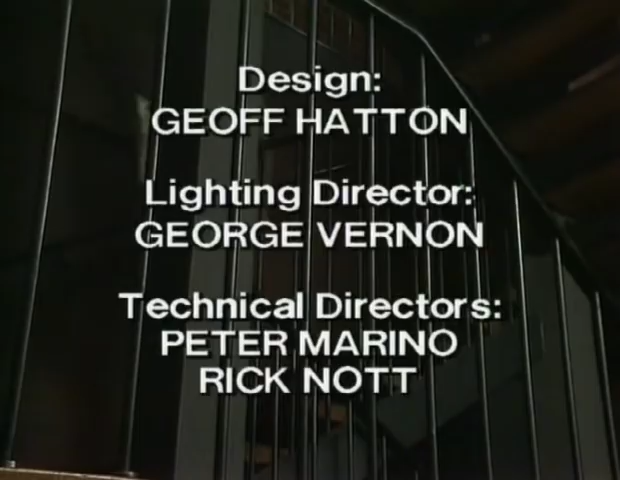 Design:
GEOFF HATTON
Lighting Director:
GEORGE VERNON
Technical Directors:
PETER MARINO
RICK NOTT